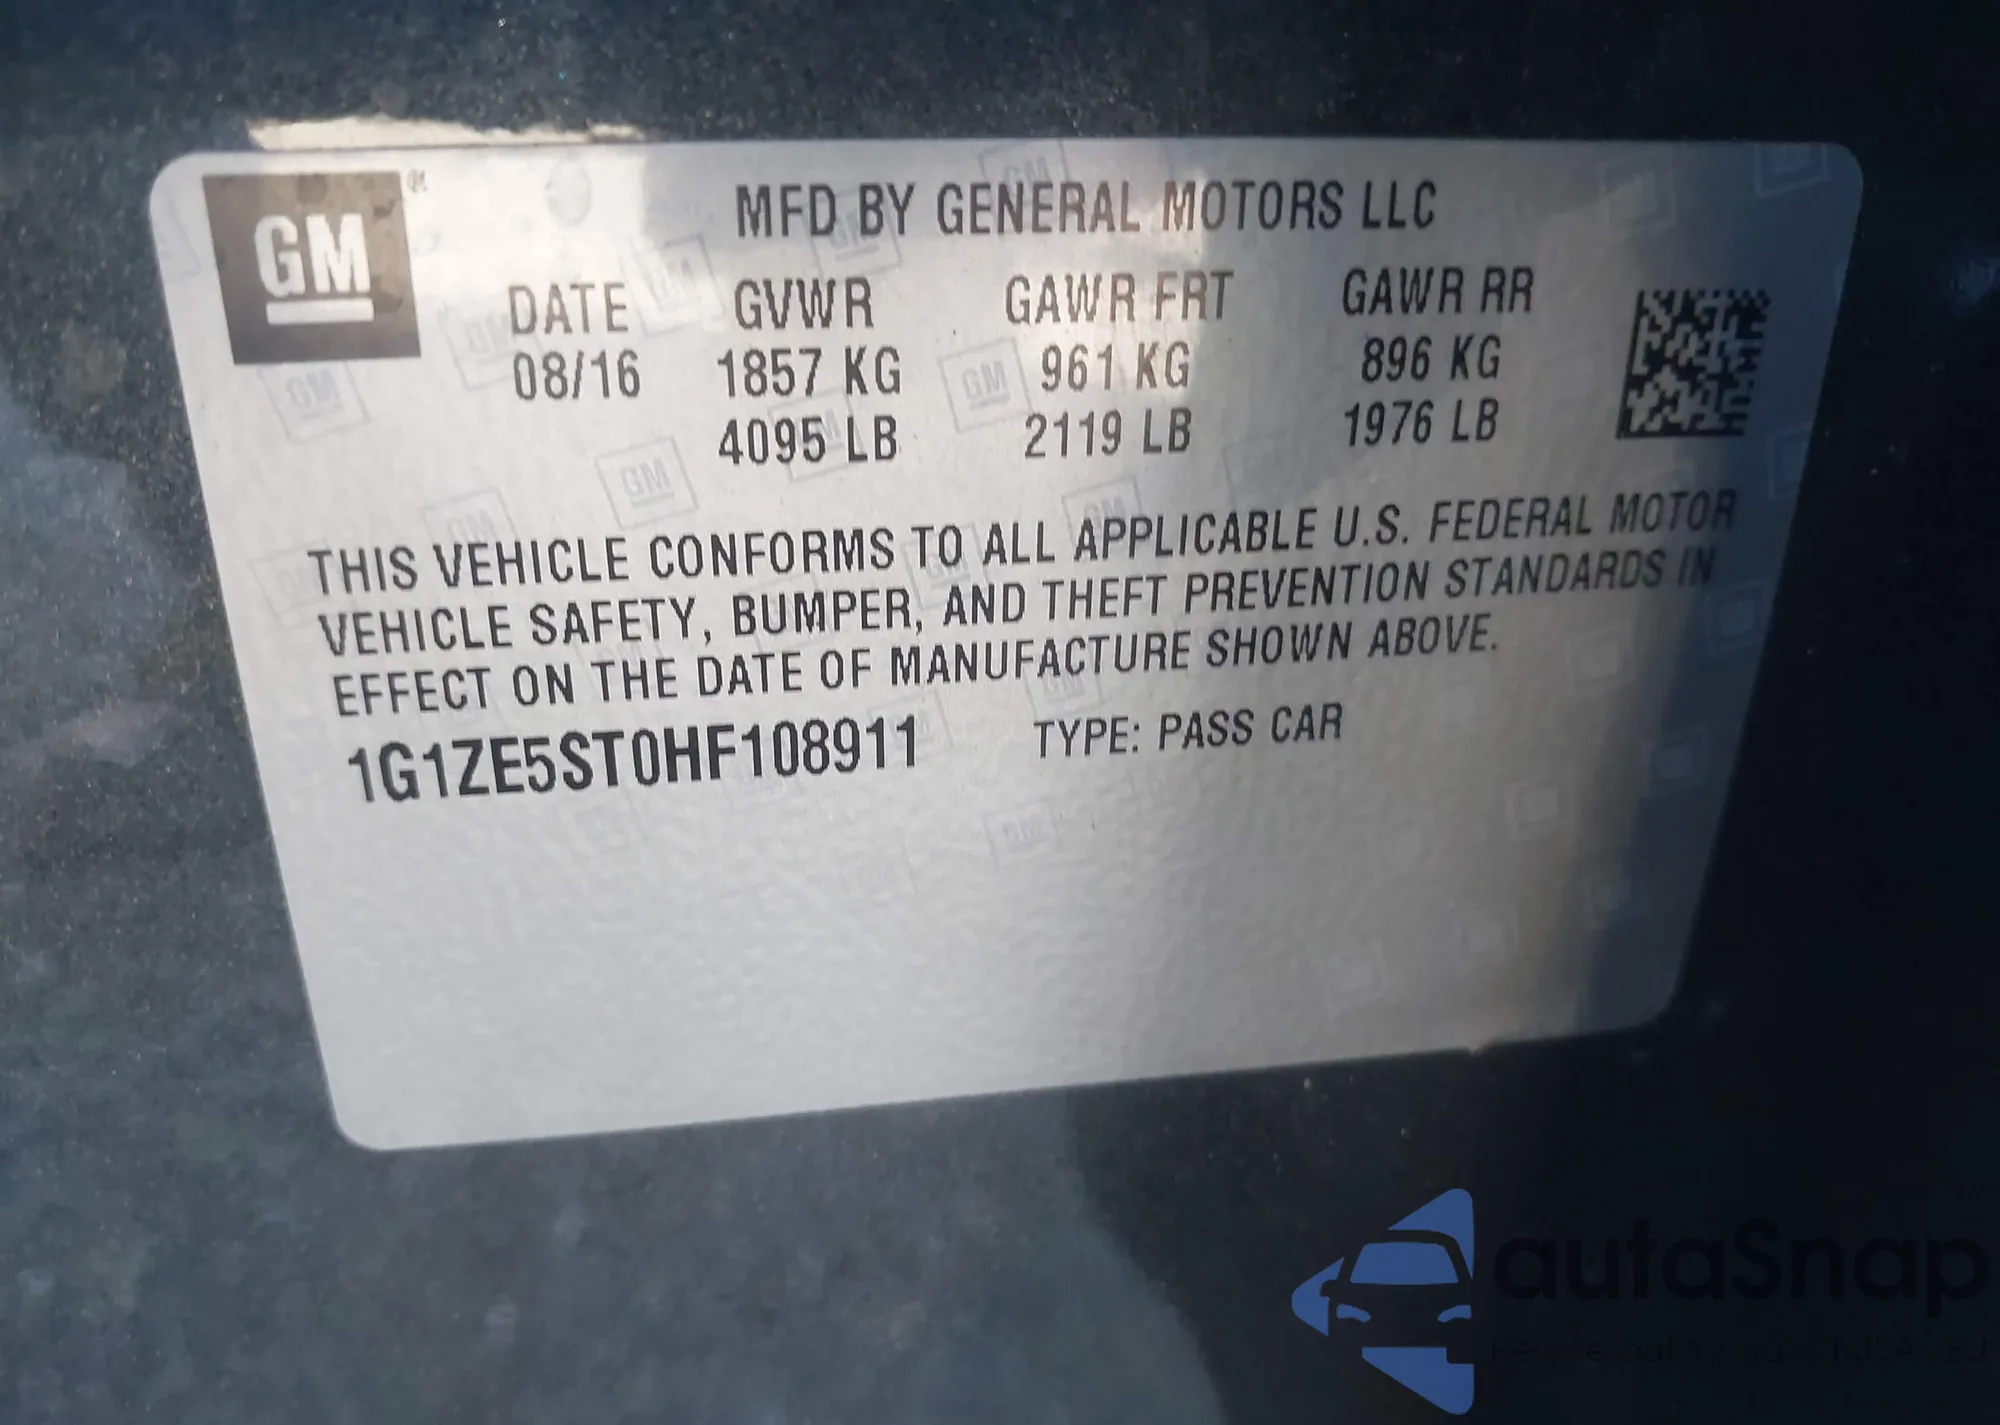 GM
MFD BY GENERAL MOTORS LLC
DATE GVWR GAWR FRT GAWR RR
08/16 1857 KG 961 KG 896 KG
4095 LB 2119 LB 1976 LB
THIS VEHICLE CONFORMS TO ALL APPLICABLE U.S. FEDERAL MOTOR
VEHICLE SAFETY, BUMPER, AND THEFT PREVENTION STANDARDS IN
EFFECT ON THE DATE OF MANUFACTURE SHOWN ABOVE.
1G1ZE5ST0HF108911 TYPE: PASS CAR
autaSnap